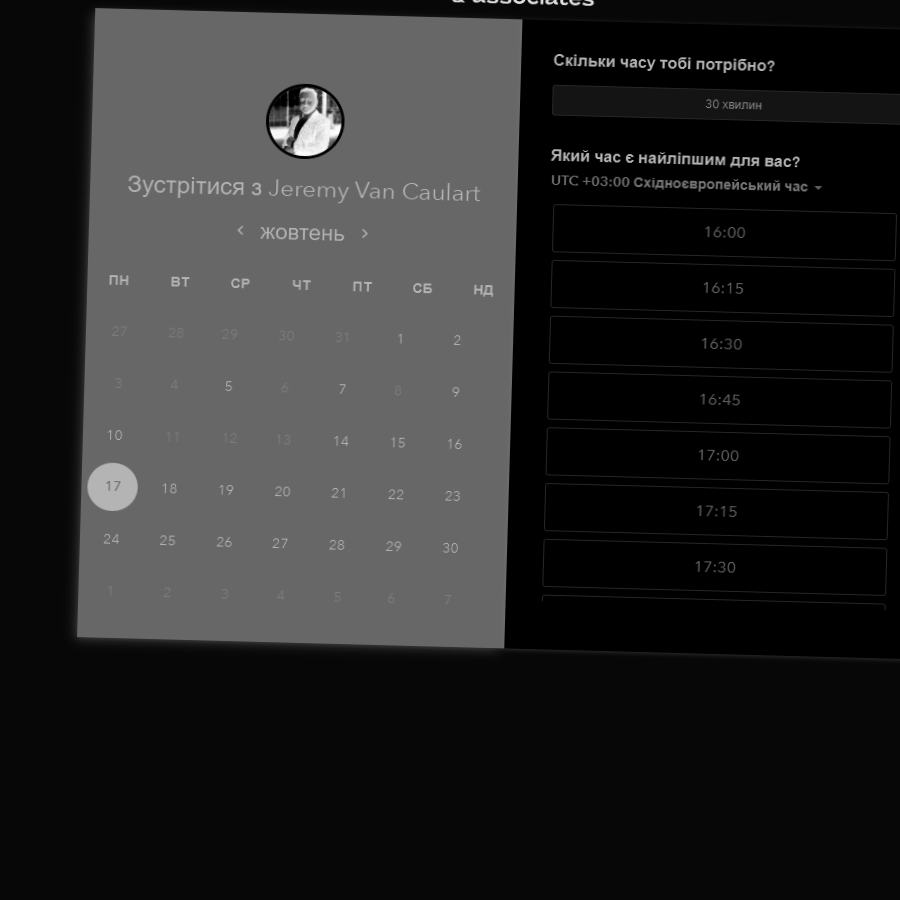 & associates
Зустрітися з Jeremy Van Caulart
жовтень
ПН ВТ СР ЧТ ПТ СБ НД
27 28 29 30 31 1 2
3 4 5 6 7 8 9
10 11 12 13 14 15 16
17 18 19 20 21 22 23
24 25 26 27 28 29 30
1 2 3 4 5 6 7
Скільки часу тобі потрібно?
30 хвилин
Який час є найліпшим для вас?
UTC +03:00 Східноєвропейський час
16:00
16:15
16:30
16:45
17:00
17:15
17:30